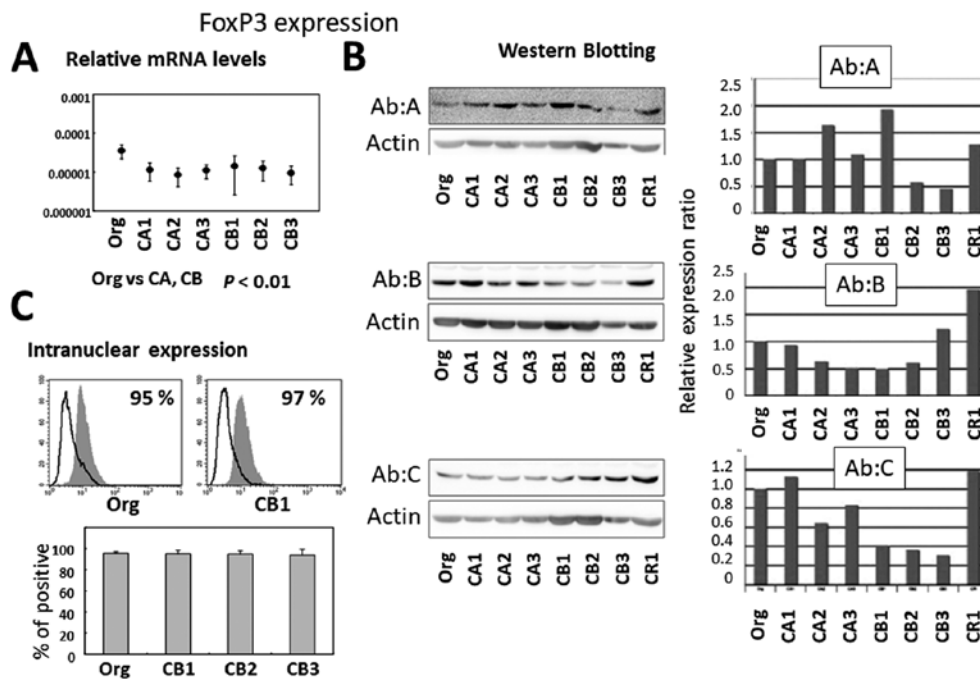 FoxP3 expression
A
Relative mRNA levels
0.001
0.0001
0.00001
0.000001
Org CA1 CA2 CA3 CB1 CB2 CB3
Org vs CA, CB P < 0.01
B
Western Blotting
Ab:A
Actin
Org CA1 CA2 CA3 CB1 CB2 CB3 CR1
Ab:B
Actin
Org CA1 CA2 CA3 CB1 CB2 CB3 CR1
Ab:C
Actin
Org CA1 CA2 CA3 CB1 CB2 CB3 CR1
Relative expression ratio
Ab:A
2.5
2.0
1.5
1.0
0.5
0
Org CA1 CA2 CA3 CB1 CB2 CB3 CR1
Ab:B
2.5
2.0
1.0
0.5
0
Org CA1 CA2 CA3 CB1 CB2 CB3 CR1
Ab:C
1.2
1.0
0.8
0.6
0.4
0.2
0
Org CA1 CA2 CA3 CB1 CB2 CB3 CR1
C
Intranuclear expression
95 %
Org
97 %
CB1
% of positive
100
80
60
40
20
0
Org CB1 CB2 CB3